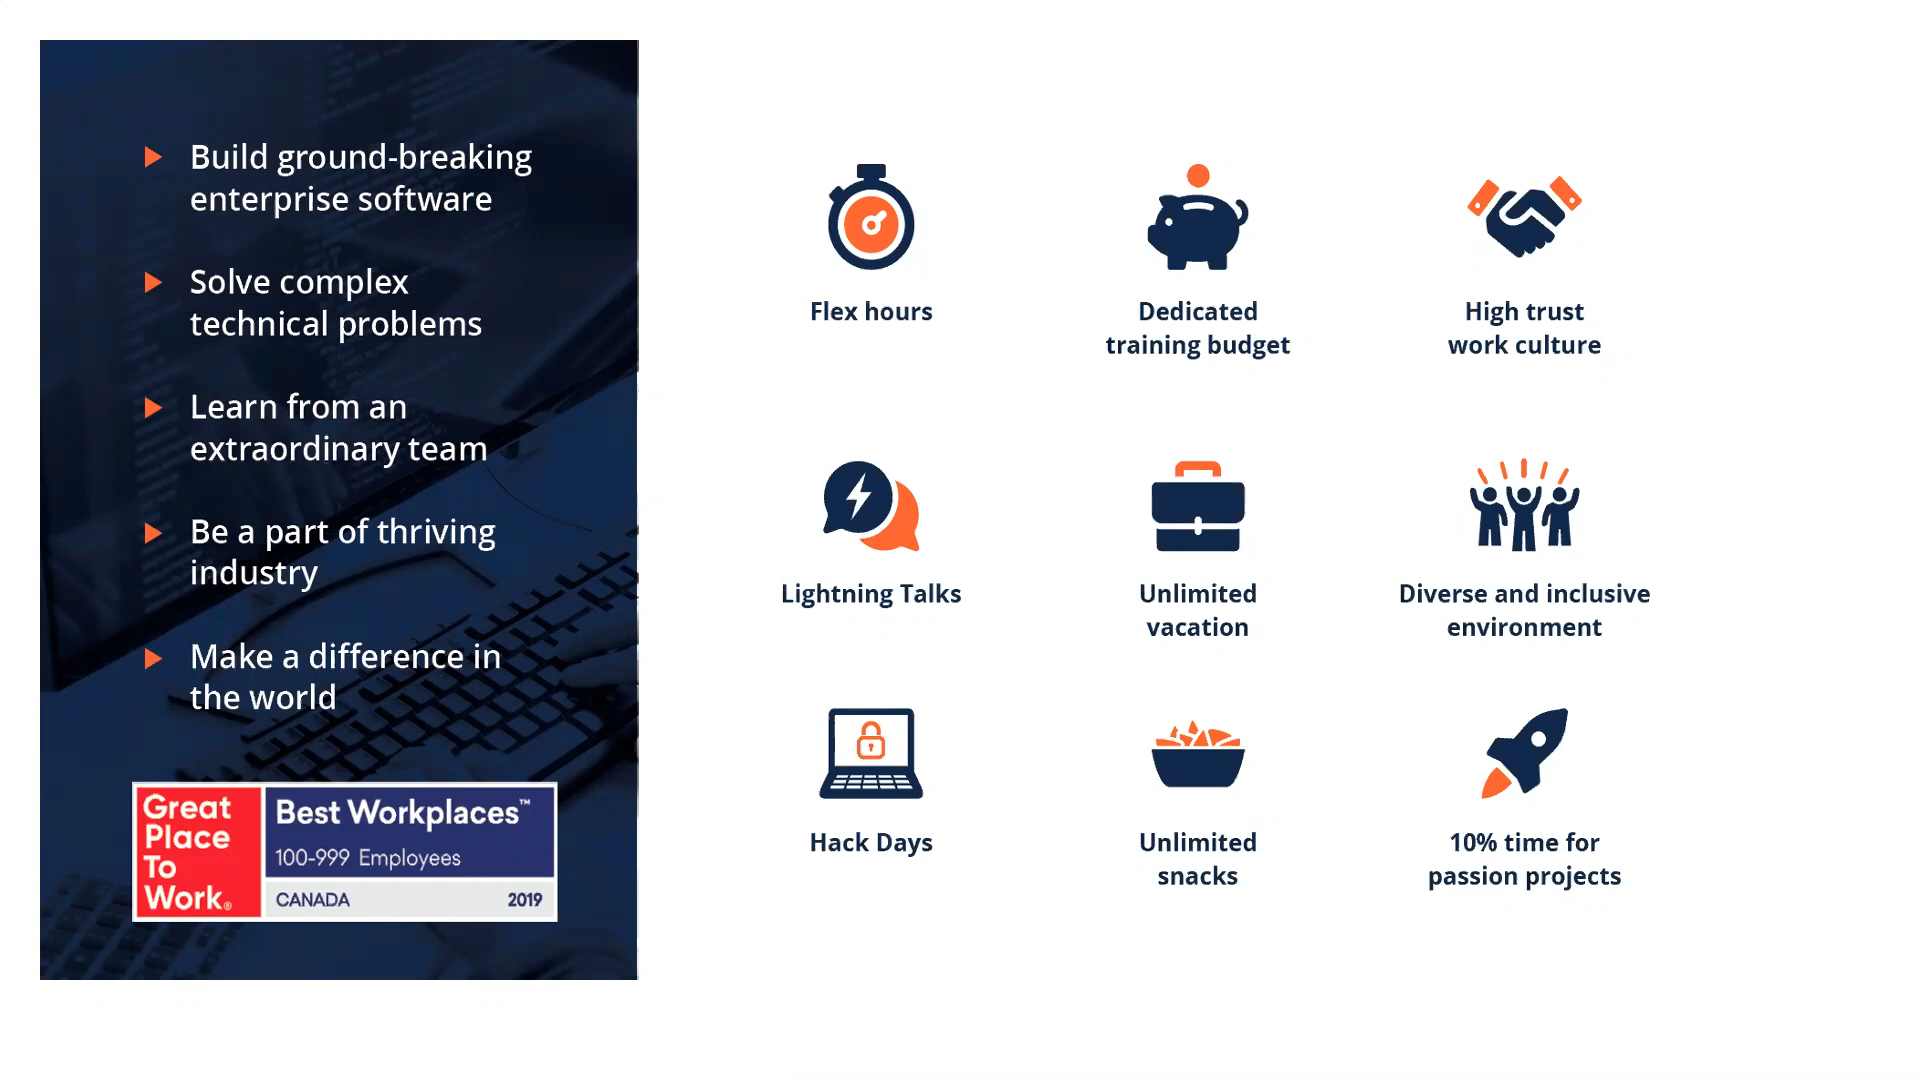 Build ground-breaking
enterprise software
Solve complex
technical problems
Learn from an
extraordinary team
Be a part of thriving
industry
Make a difference in
the world
Great
Place
To
Work®
Best Workplaces™
100-999 Employees
CANADA 2019
Flex hours
Dedicated
training budget
High trust
work culture
Lightning Talks
Unlimited
vacation
Diverse and inclusive
environment
Hack Days
Unlimited
snacks
10% time for
passion projects